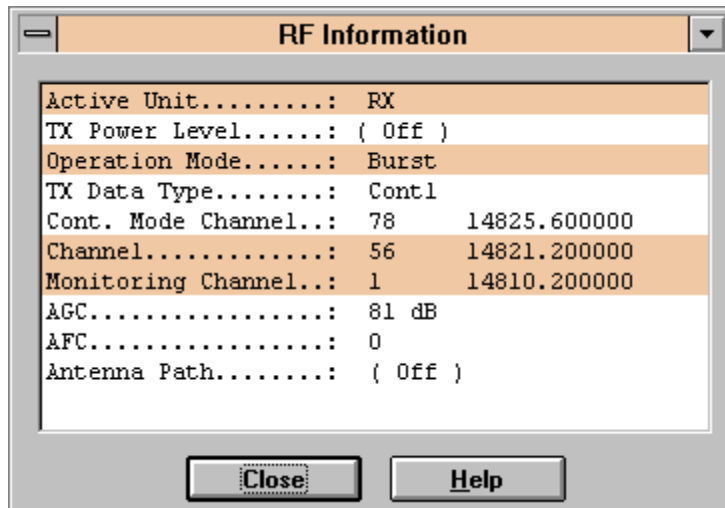 RF Information
Active Unit.........: RX
TX Power Level......: ( Off )
Operation Mode......: Burst
TX Data Type........: Cont1
Cont. Mode Channel..: 78 14825.600000
Channel.............: 56 14821.200000
Monitoring Channel..: 1 14810.200000
AGC.................: 81 dB
AFC.................: 0
Antenna Path........: ( Off )
Close Help